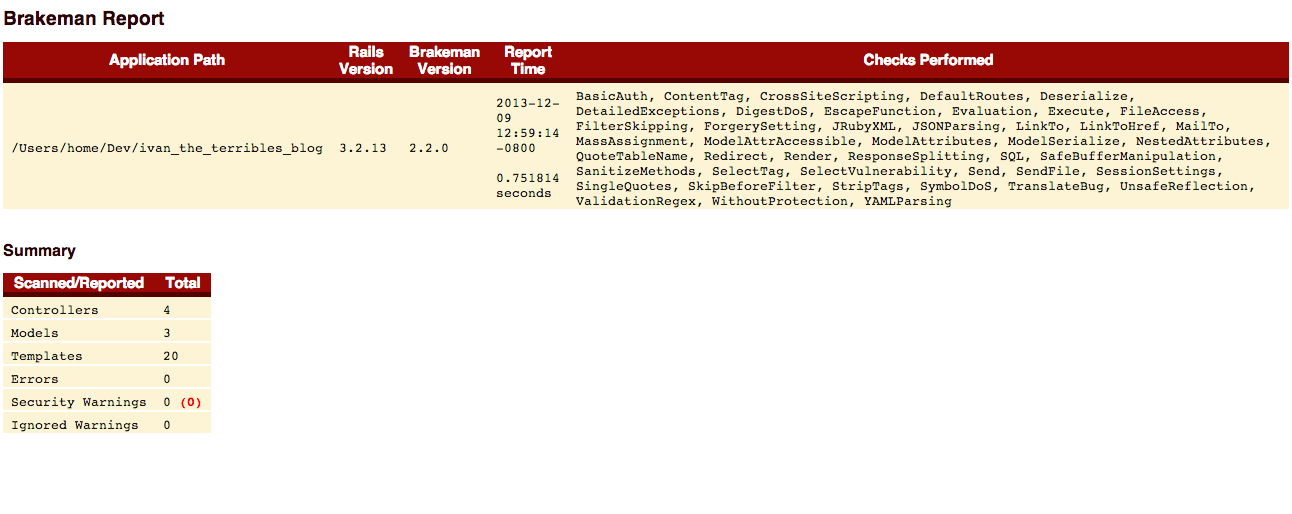 Brakeman Report
Application Path Rails Version Brakeman Version Report Time Checks Performed
/Users/home/Dev/ivan_the_terribles_blog 3.2.13 2.2.0
2013-12-
09
12:59:14
-0800
0.751814
seconds
BasicAuth, ContentTag, CrossSiteScripting, DefaultRoutes, Deserialize,
DetailedExceptions, DigestDoS, EscapeFunction, Evaluation, Execute, FileAccess,
FilterSkipping, ForgerySetting, JRubyXML, JSONParsing, LinkTo, LinkToHref, MailTo,
MassAssignment, ModelAttrAccessible, ModelAttributes, ModelSerialize, NestedAttributes,
QuoteTableName, Redirect, Render, ResponseSplitting, SQL, SafeBufferManipulation,
SanitizeMethods, SelectTag, SelectVulnerability, Send, SendFile, SessionSettings,
SingleQuotes, SkipBeforeFilter, StripTags, SymbolDoS, TranslateBug, UnsafeReflection,
ValidationRegex, WithoutProtection, YAMLParsing
Summary
Scanned/Reported Total
Controllers 4
Models 3
Templates 20
Errors 0
Security Warnings 0 (0)
Ignored Warnings 0